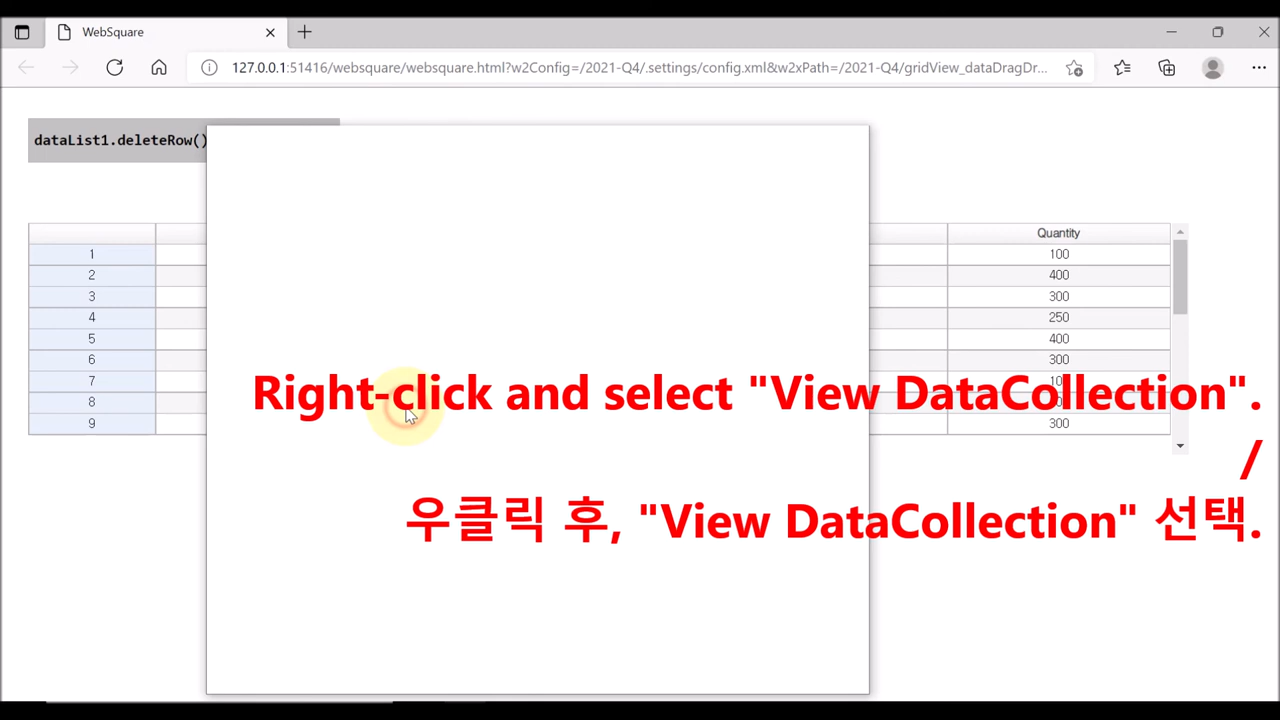 WebSquare
127.0.0.1:51416/websquare/websquare.html?w2Config=/2021-Q4/.settings/config.xml&w2xPath=/2021-Q4/gridView_dataDragDr...
dataList1.deleteRow()
Quantity
1 100
2 400
3 300
4 250
5 400
6 300
7
8
9 300
Right-click and select "View DataCollection".
/
우클릭 후, "View DataCollection" 선택.